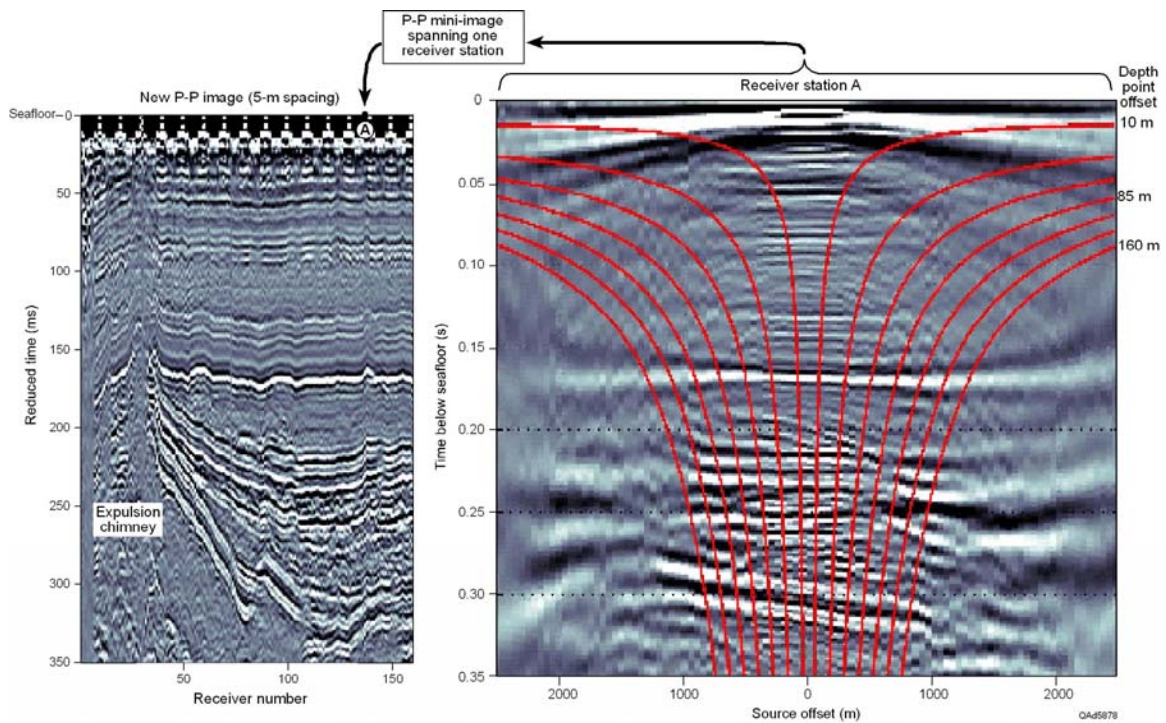 P-P mini-image
spanning one
receiver station
New P-P image (5-m spacing)
Receiver station A
Depth
point
offset
Seafloor
0
A
50
100
150
200
250
300
350
Reduced time (ms)
Expulsion
chimney
50
100
150
Receiver number
0
0.05
0.10
0.15
0.20
0.25
0.30
0.35
Time below seafloor (s)
10 m
85 m
160 m
2000
1000
0
1000
2000
Source offset (m)
QAd5878